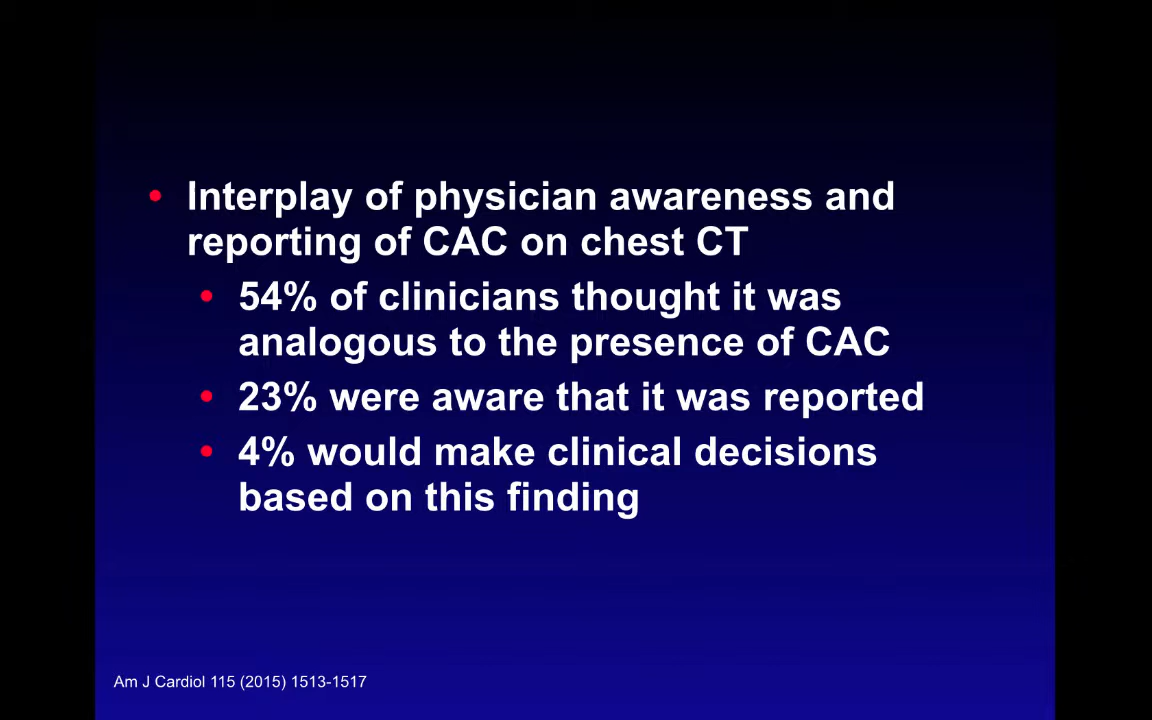 • Interplay of physician awareness and
reporting of CAC on chest CT
• 54% of clinicians thought it was
analogous to the presence of CAC
• 23% were aware that it was reported
• 4% would make clinical decisions
based on this finding
Am J Cardiol 115 (2015) 1513-1517